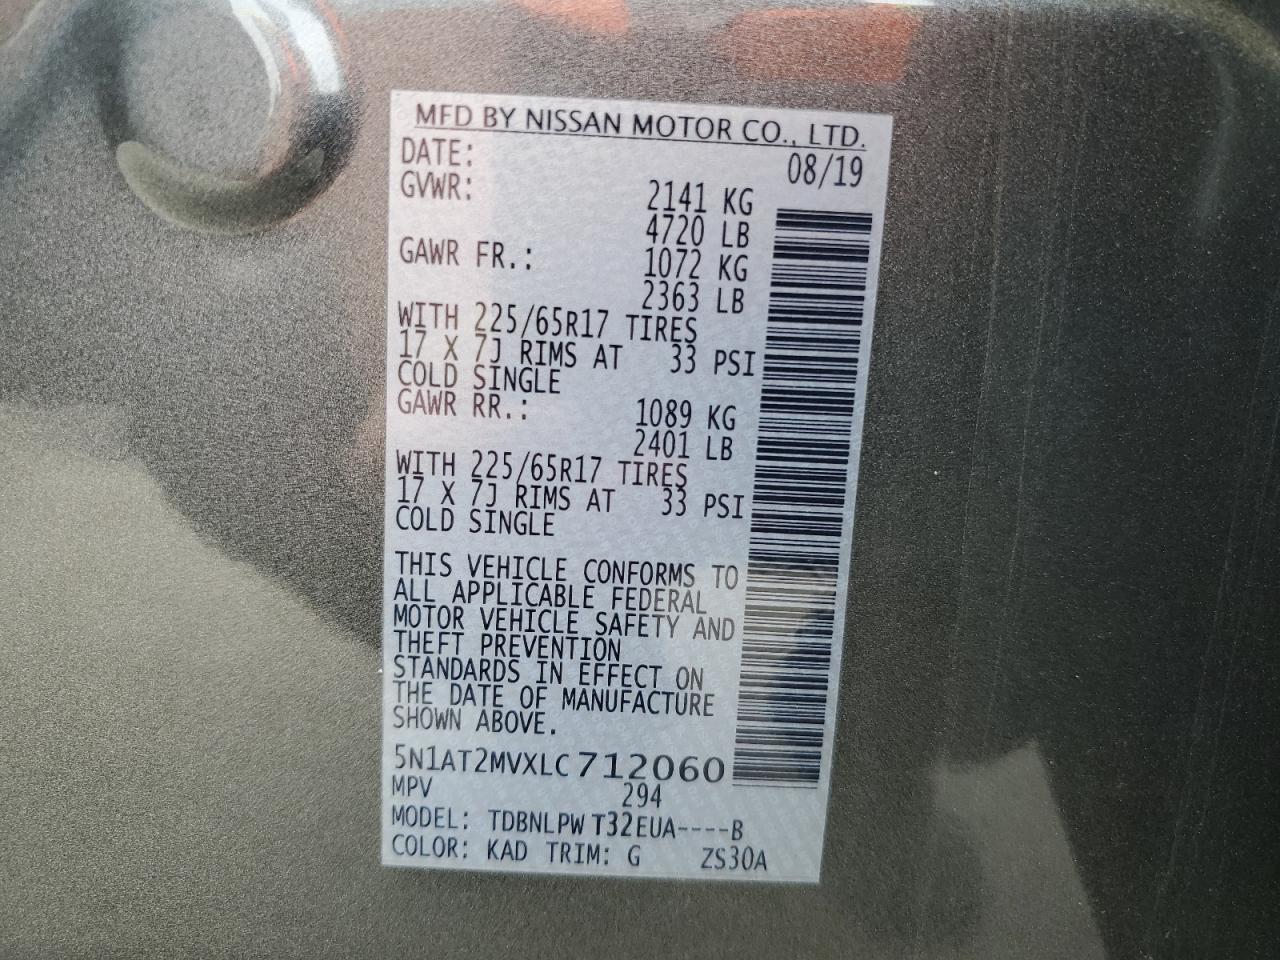 MFD BY NISSAN MOTOR CO., LTD.
DATE: 08/19
GVWR: 2141 KG
4720 LB
GAWR FR.: 1072 KG
2363 LB
WITH 225/65R17 TIRES
17 X 7J RIMS AT 33 PSI
COLD SINGLE
GAWR RR.: 1089 KG
2401 LB
WITH 225/65R17 TIRES
17 X 7J RIMS AT 33 PSI
COLD SINGLE
THIS VEHICLE CONFORMS TO
ALL APPLICABLE FEDERAL
MOTOR VEHICLE SAFETY AND
THEFT PREVENTION
STANDARDS IN EFFECT ON
THE DATE OF MANUFACTURE
SHOWN ABOVE.
5N1AT2MVXLC712060
MPV 294
MODEL: TDBNLPW T32EUA----B
COLOR: KAD TRIM: G ZS30A